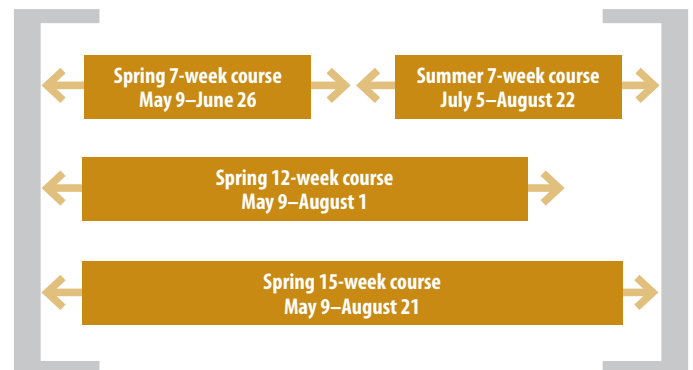 Spring 7-week course
May 9–June 26
Summer 7-week course
July 5–August 22
Spring 12-week course
May 9–August 1
Spring 15-week course
May 9–August 21